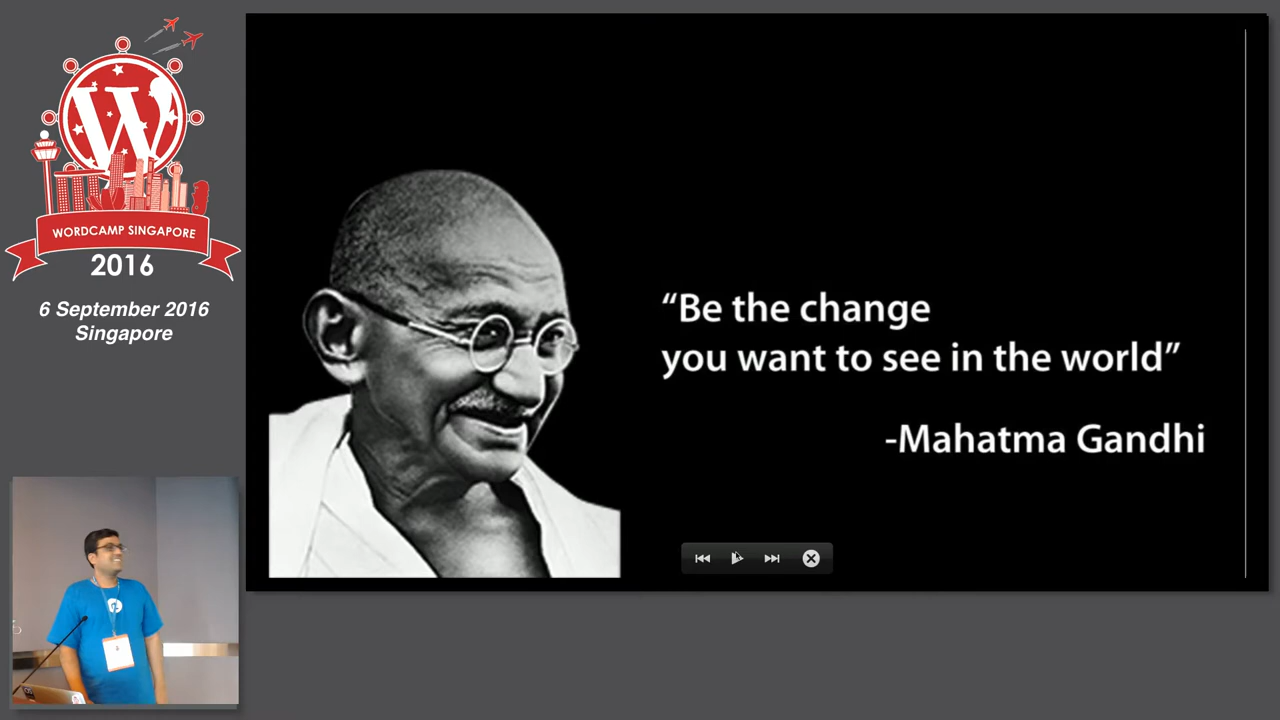 W
WORDCAMP SINGAPORE
2016
6 September 2016
Singapore
“Be the change
you want to see in the world”
-Mahatma Gandhi